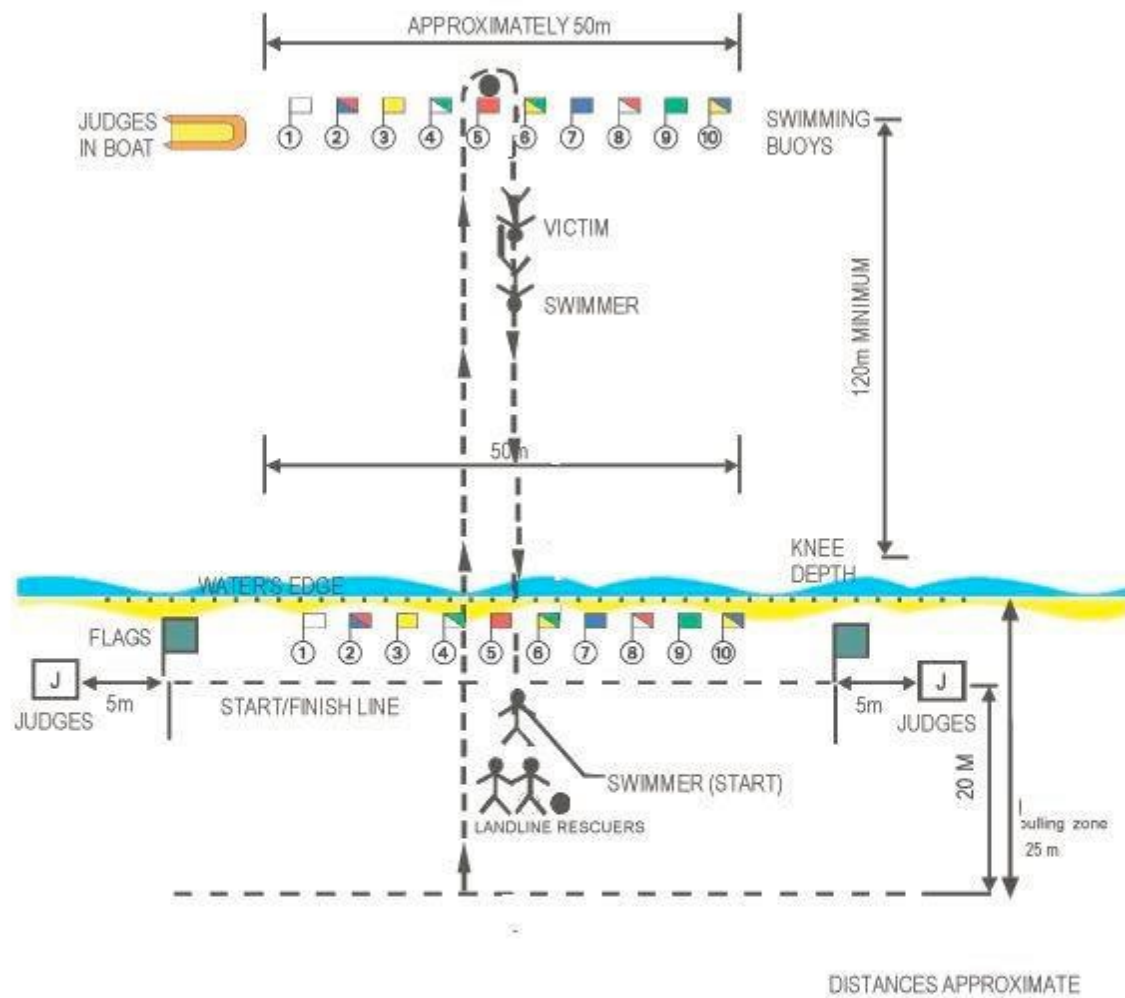 APPROXIMATELY 50m
JUDGES
IN BOAT
1 2 3 4 5 6 7 8 9 10
SWIMMING
BUOYS
VICTIM
SWIMMER
120m MINIMUM
50m
KNEE
DEPTH
WATER'S EDGE
FLAGS
1 2 3 4 5 6 7 8 9 10
J
J
5m
5m
JUDGES
START/FINISH LINE
JUDGES
SWIMMER (START)
20 M
LANDLINE RESCUERS
pulling zone
25 m
DISTANCES APPROXIMATE